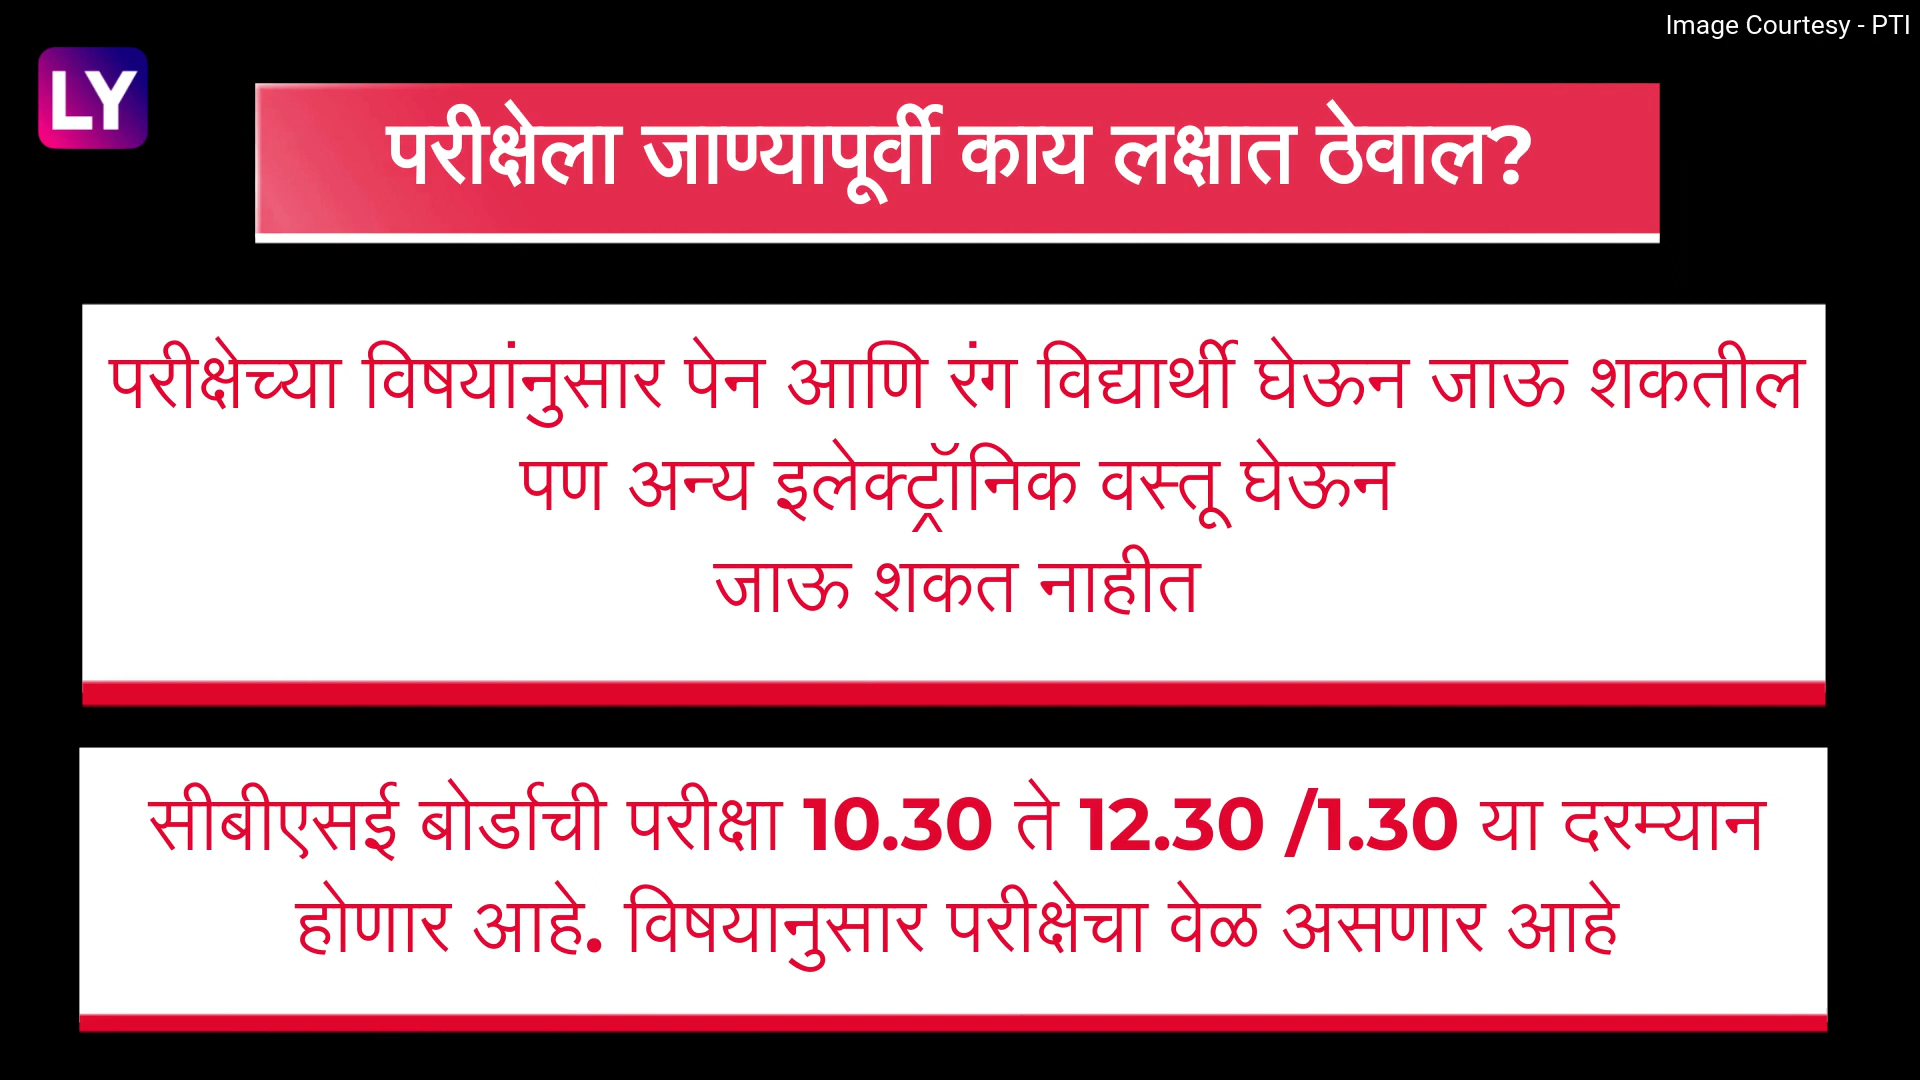 Image Courtesy - PTI
LY
परीक्षेला जाण्यापूर्वी काय लक्षात ठेवाल?
परीक्षेच्या विषयांनुसार पेन आणि रंग विद्यार्थी घेऊन जाऊ शकतील
पण अन्य इलेक्ट्रॉनिक वस्तू घेऊन
जाऊ शकत नाहीत
सीबीएसई बोर्डाची परीक्षा 10.30 ते 12.30 /1.30 या दरम्यान
होणार आहे. विषयानुसार परीक्षेचा वेळ असणार आहे